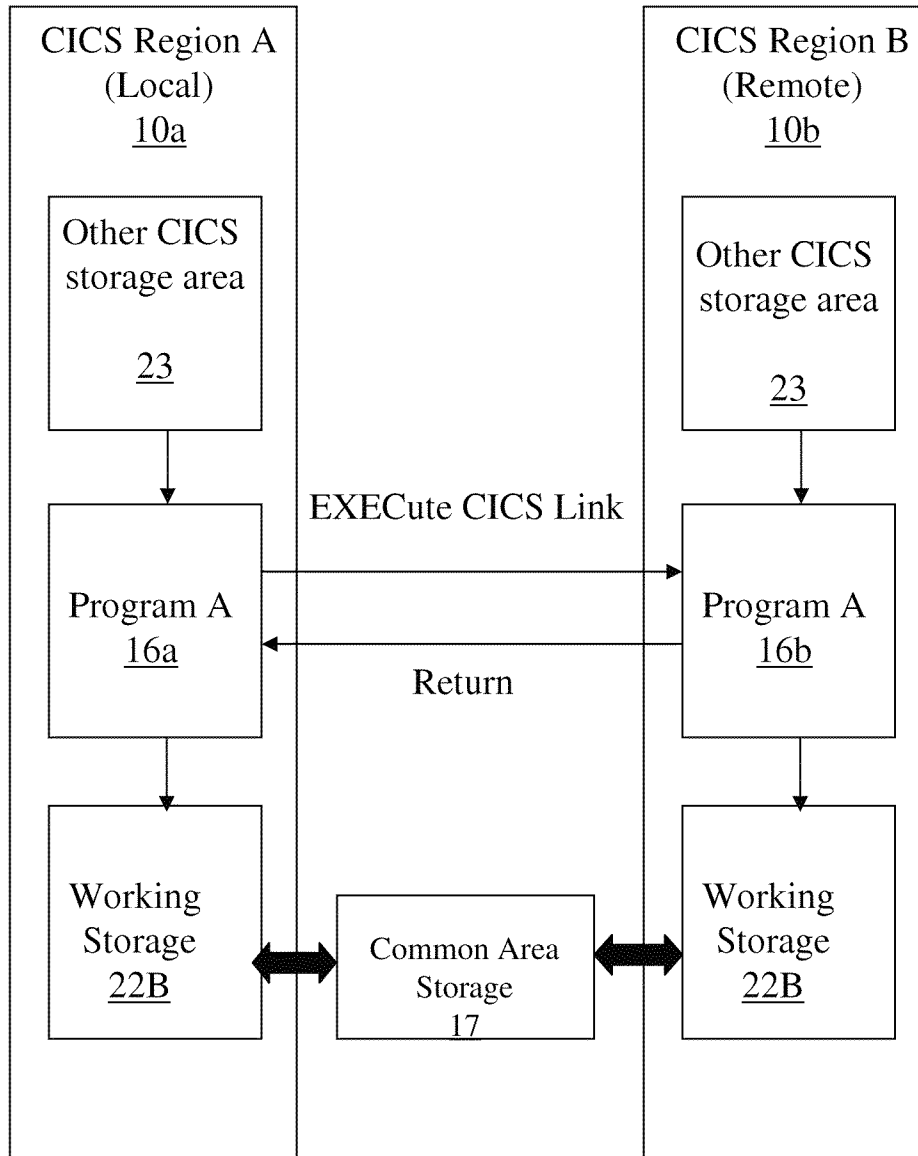 CICS Region A
(Local)
10a
CICS Region B
(Remote)
10b
Other CICS
storage area
23
Other CICS
storage area
23
EXECute CICS Link
Program A
16a
Program A
16b
Return
Working
Storage
22B
Common Area
Storage
17
Working
Storage
22B